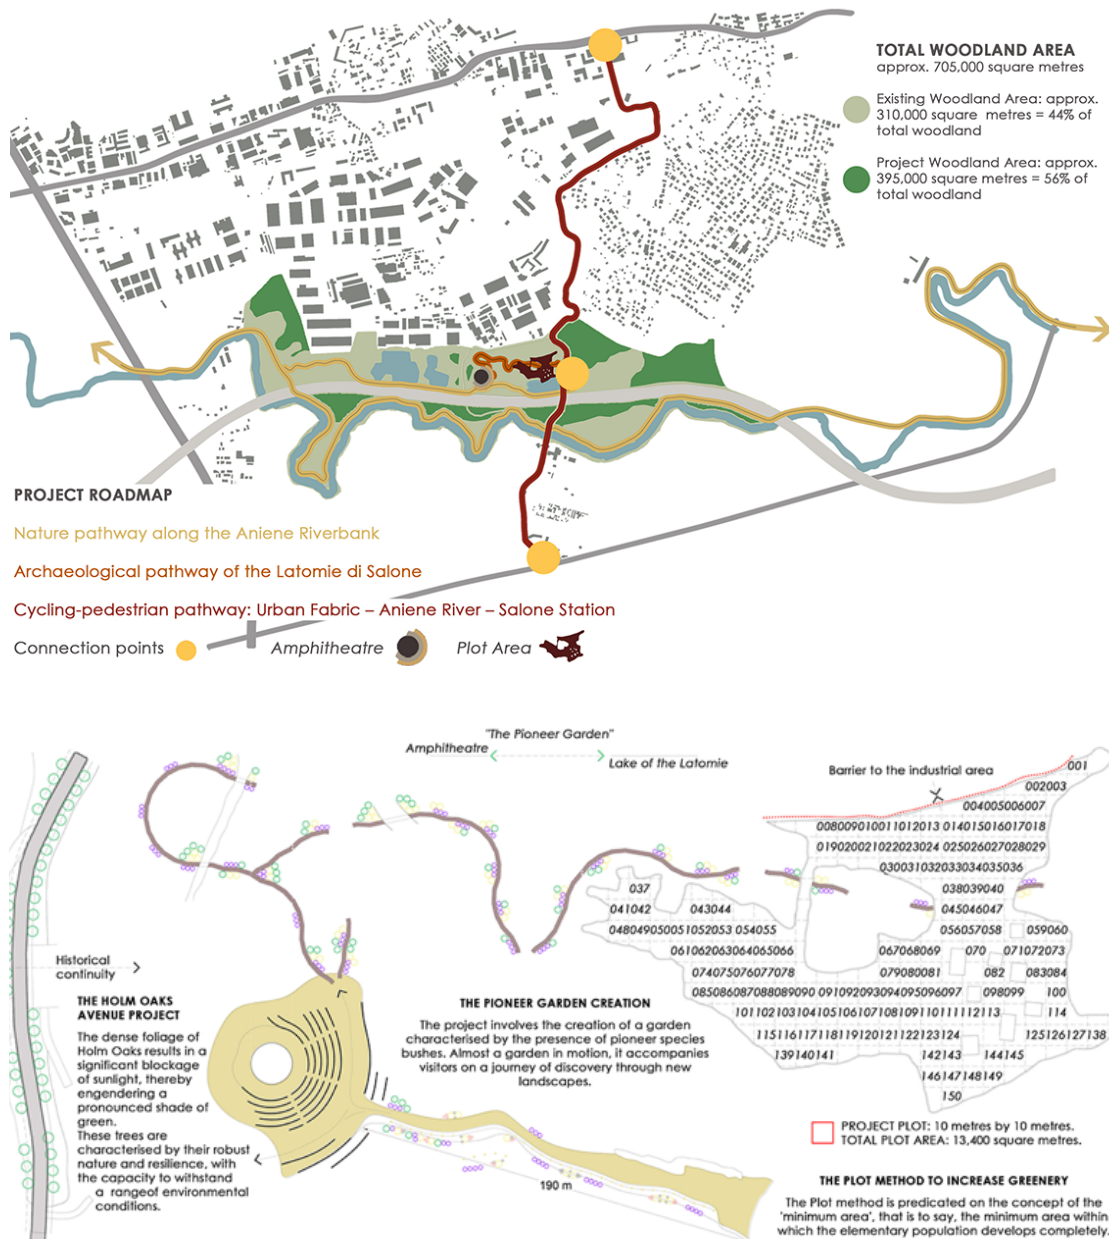 TOTAL WOODLAND AREA
approx. 705,000 square metres
Existing Woodland Area: approx.
310,000 square metres = 44% of
total woodland
Project Woodland Area: approx.
395,000 square metres = 56% of
total woodland
PROJECT ROADMAP
Nature pathway along the Aniene Riverbank
Archaeological pathway of the Latomie di Salone
Cycling-pedestrian pathway: Urban Fabric – Aniene River – Salone Station
Connection points
Amphitheatre
Plot Area
"The Pioneer Garden"
Amphitheatre
Lake of the Latomie
Barrier to the industrial area
001
002003
004005006007
008009010011012013 014015016017018
019020021022023024 025026027028029
030031032033034035036
037 038039040
041042 043044 045046047
048049050051052053 054055 056057058 059060
061062063064065066 067068069 070 071072073
074075076077078 079080081 082 083084
085086087088089090 091092093094095096097 098099 100
101102103104105106107108109110111112113 114
115116117118119120121122123124 125126127138
139140141 142143 144145
146147148149
150
Historical
continuity
THE HOLM OAKS
AVENUE PROJECT
The dense foliage of
Holm Oaks results in a
significant blockage
of sunlight, thereby
engendering a
pronounced shade of
green.
These trees are
characterised by their robust
nature and resilience, with
the capacity to withstand
a rangeof environmental
conditions.
THE PIONEER GARDEN CREATION
The project involves the creation of a garden
characterised by the presence of pioneer species
bushes. Almost a garden in motion, it accompanies
visitors on a journey of discovery through new
landscapes.
190 m
PROJECT PLOT: 10 metres by 10 metres.
TOTAL PLOT AREA: 13,400 square metres.
THE PLOT METHOD TO INCREASE GREENERY
The Plot method is predicated on the concept of the
'minimum area', that is to say, the minimum area within
which the elementary population develops completely.